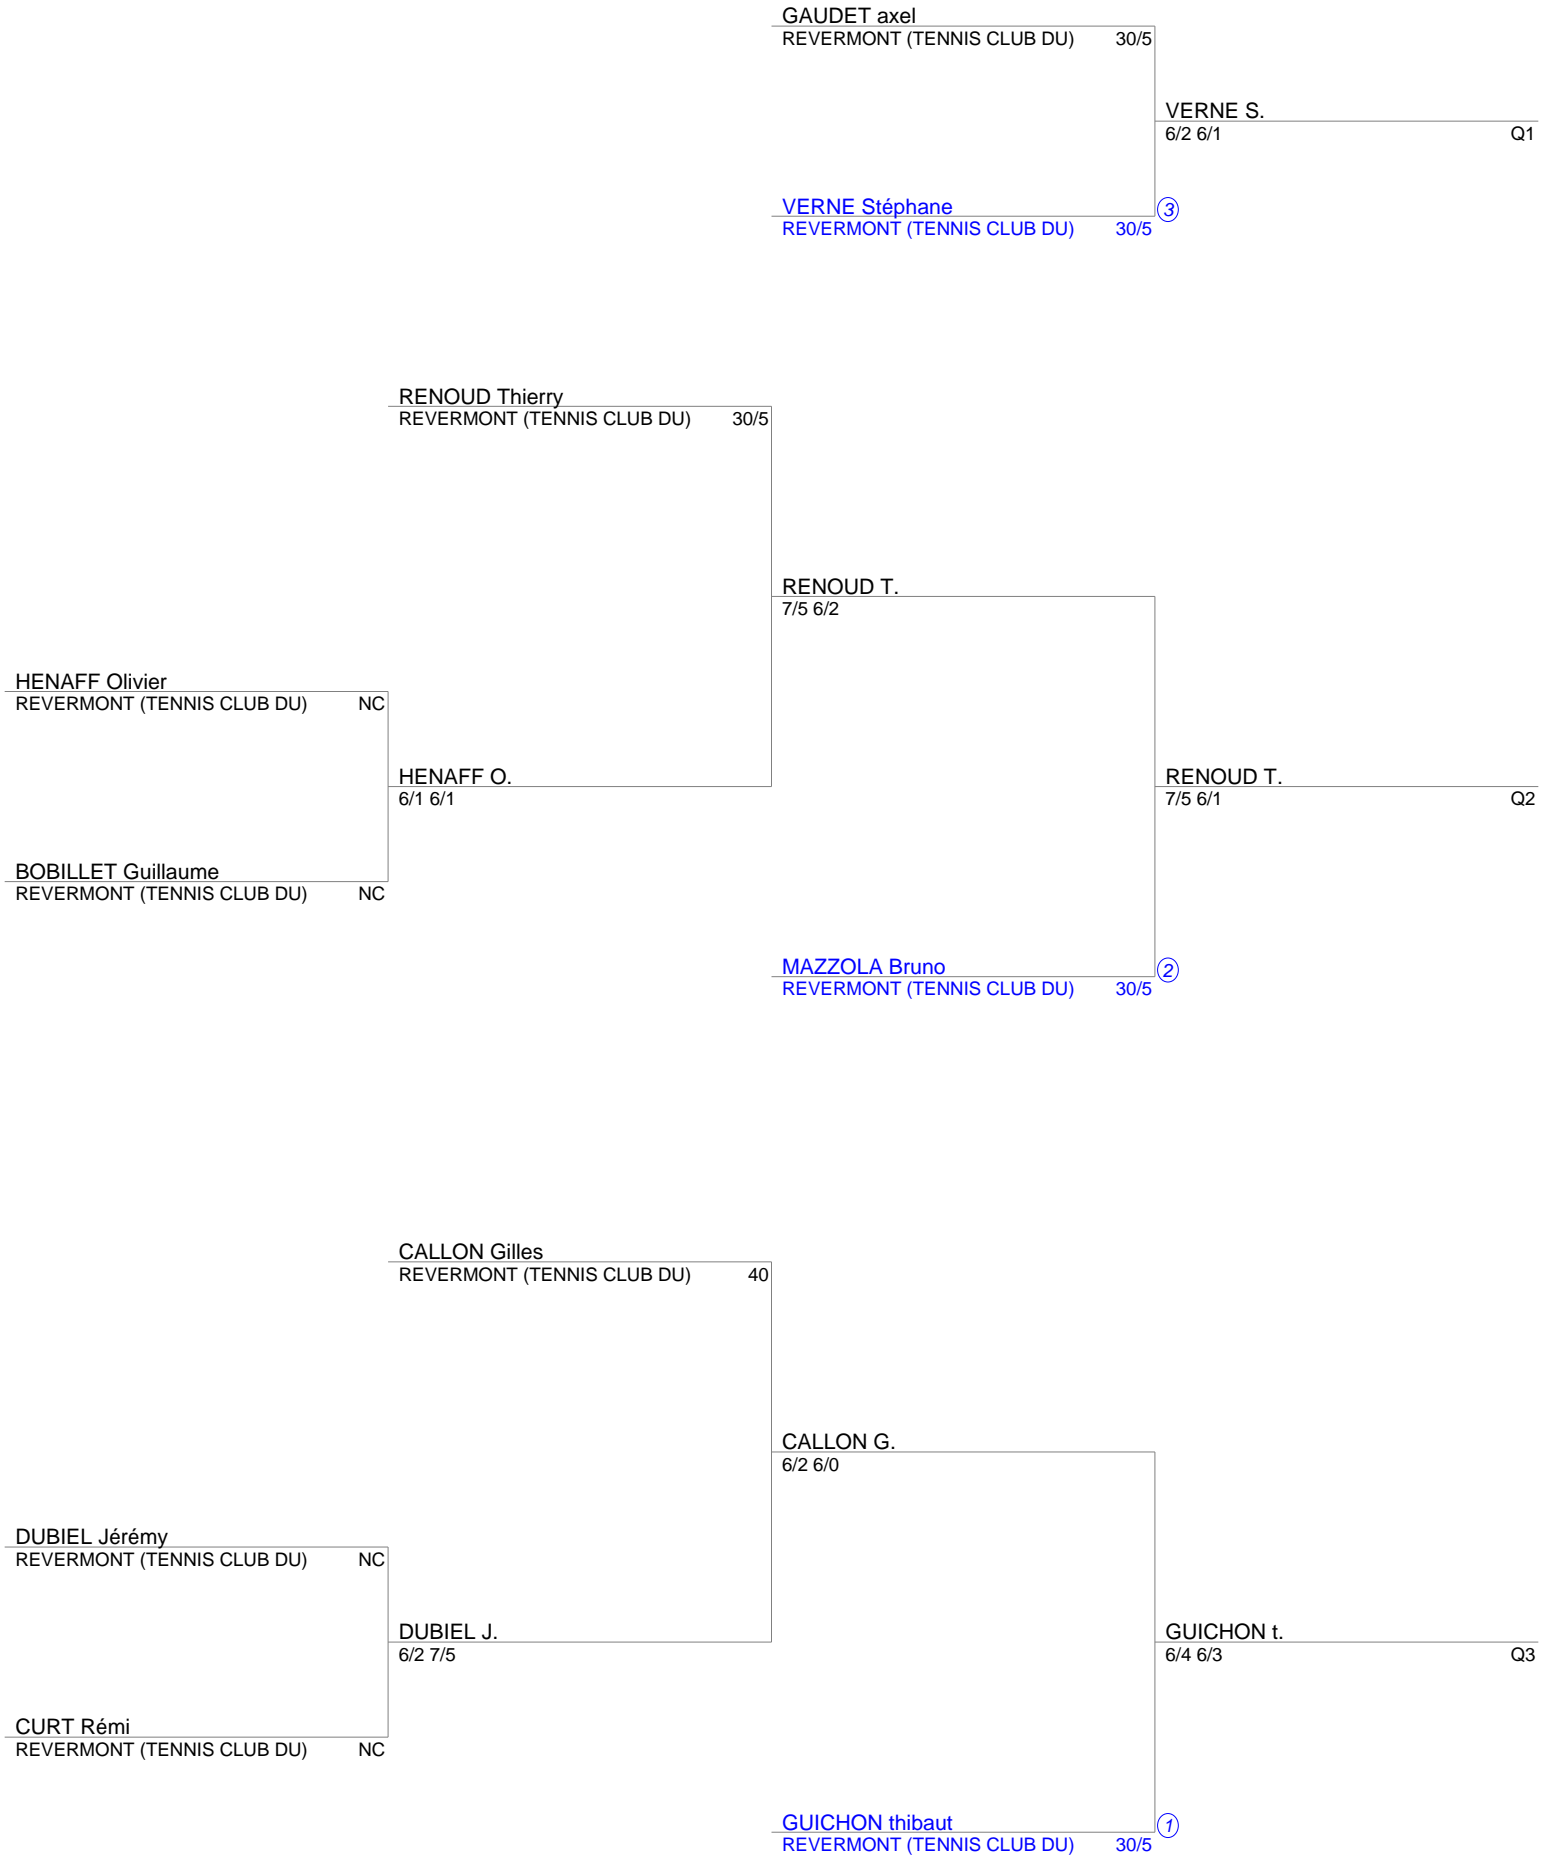 GAUDET axel
REVERMONT (TENNIS CLUB DU) 30/5
VERNE S.
6/2 6/1 Q1
VERNE Stéphane 3
REVERMONT (TENNIS CLUB DU) 30/5
RENOUD Thierry
REVERMONT (TENNIS CLUB DU) 30/5
RENOUD T.
7/5 6/2
HENAFF Olivier
REVERMONT (TENNIS CLUB DU) NC
HENAFF O.
6/1 6/1
RENOUD T.
7/5 6/1 Q2
BOBILLET Guillaume
REVERMONT (TENNIS CLUB DU) NC
MAZZOLA Bruno 2
REVERMONT (TENNIS CLUB DU) 30/5
CALLON Gilles
REVERMONT (TENNIS CLUB DU) 40
CALLON G.
6/2 6/0
DUBIEL Jérémy
REVERMONT (TENNIS CLUB DU) NC
DUBIEL J.
6/2 7/5
GUICHON t.
6/4 6/3 Q3
CURT Rémi
REVERMONT (TENNIS CLUB DU) NC
GUICHON thibaut 1
REVERMONT (TENNIS CLUB DU) 30/5